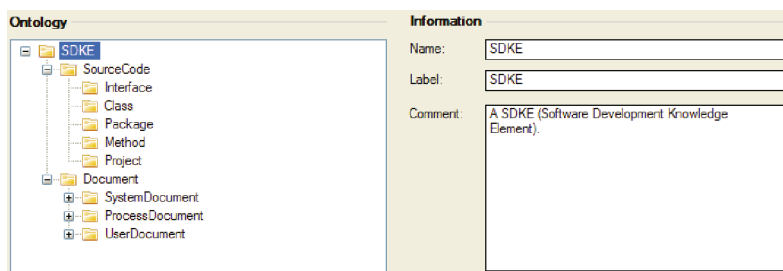 Ontology
SDKE
SourceCode
Interface
Class
Package
Method
Project
Document
SystemDocument
ProcessDocument
UserDocument
Information
Name: SDKE
Label: SDKE
Comment: A SDKE (Software Development Knowledge
Element).